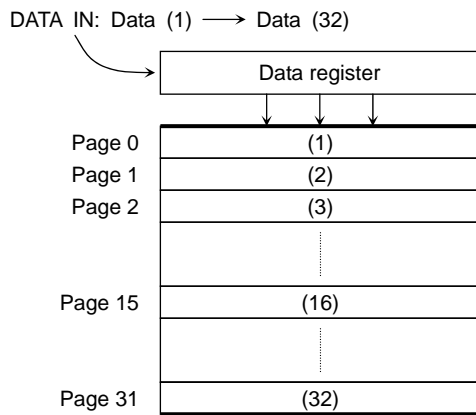 DATA IN: Data (1) ⟶ Data (32)
Data register
Page 0 (1)
Page 1 (2)
Page 2 (3)
Page 15 (16)
Page 31 (32)